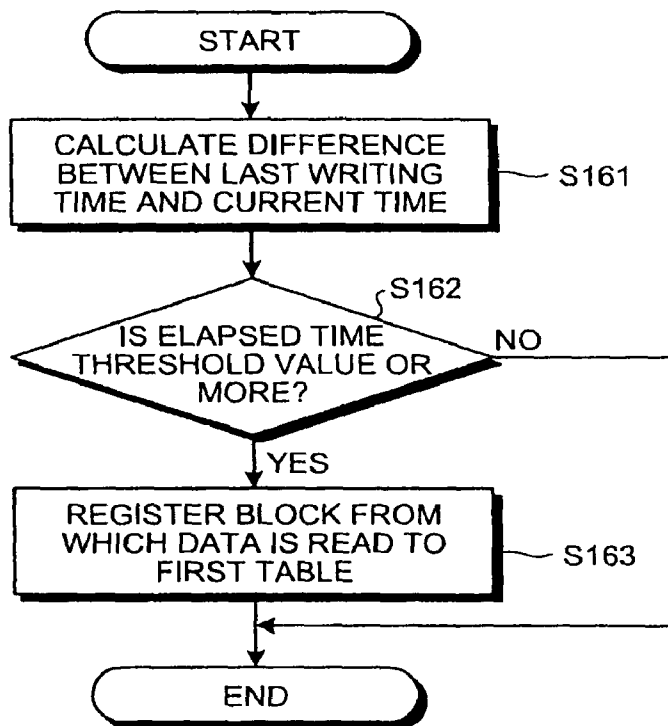 START
CALCULATE DIFFERENCE
BETWEEN LAST WRITING
TIME AND CURRENT TIME
S161
S162
IS ELAPSED TIME
THRESHOLD VALUE OR
MORE?
NO
YES
REGISTER BLOCK FROM
WHICH DATA IS READ TO
FIRST TABLE
S163
END